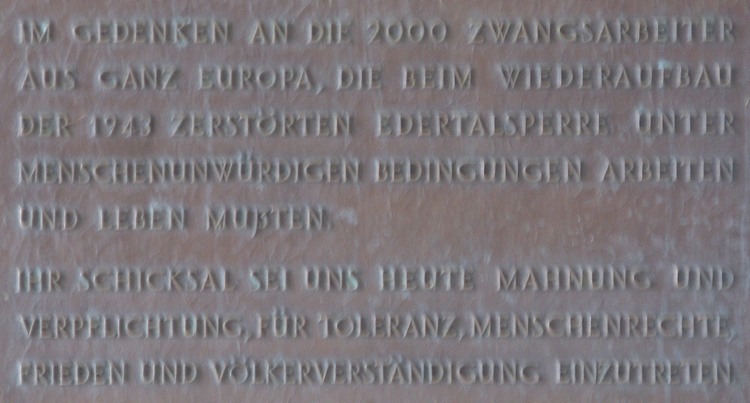 IM GEDENKEN AN DIE 2000 ZWANGSARBEITER
AUS GANZ EUROPA, DIE BEIM WIEDERAUFBAU
DER 1943 ZERSTÖRTEN EDERTALSPERRE UNTER
MENSCHENUNWÜRDIGEN BEDINGUNGEN ARBEITEN
UND LEBEN MUßTEN.
IHR SCHICKSAL SEI UNS HEUTE MAHNUNG UND
VERPFLICHTUNG, FÜR TOLERANZ, MENSCHENRECHTE,
FRIEDEN UND VÖLKERVERSTÄNDIGUNG EINZUTRETEN